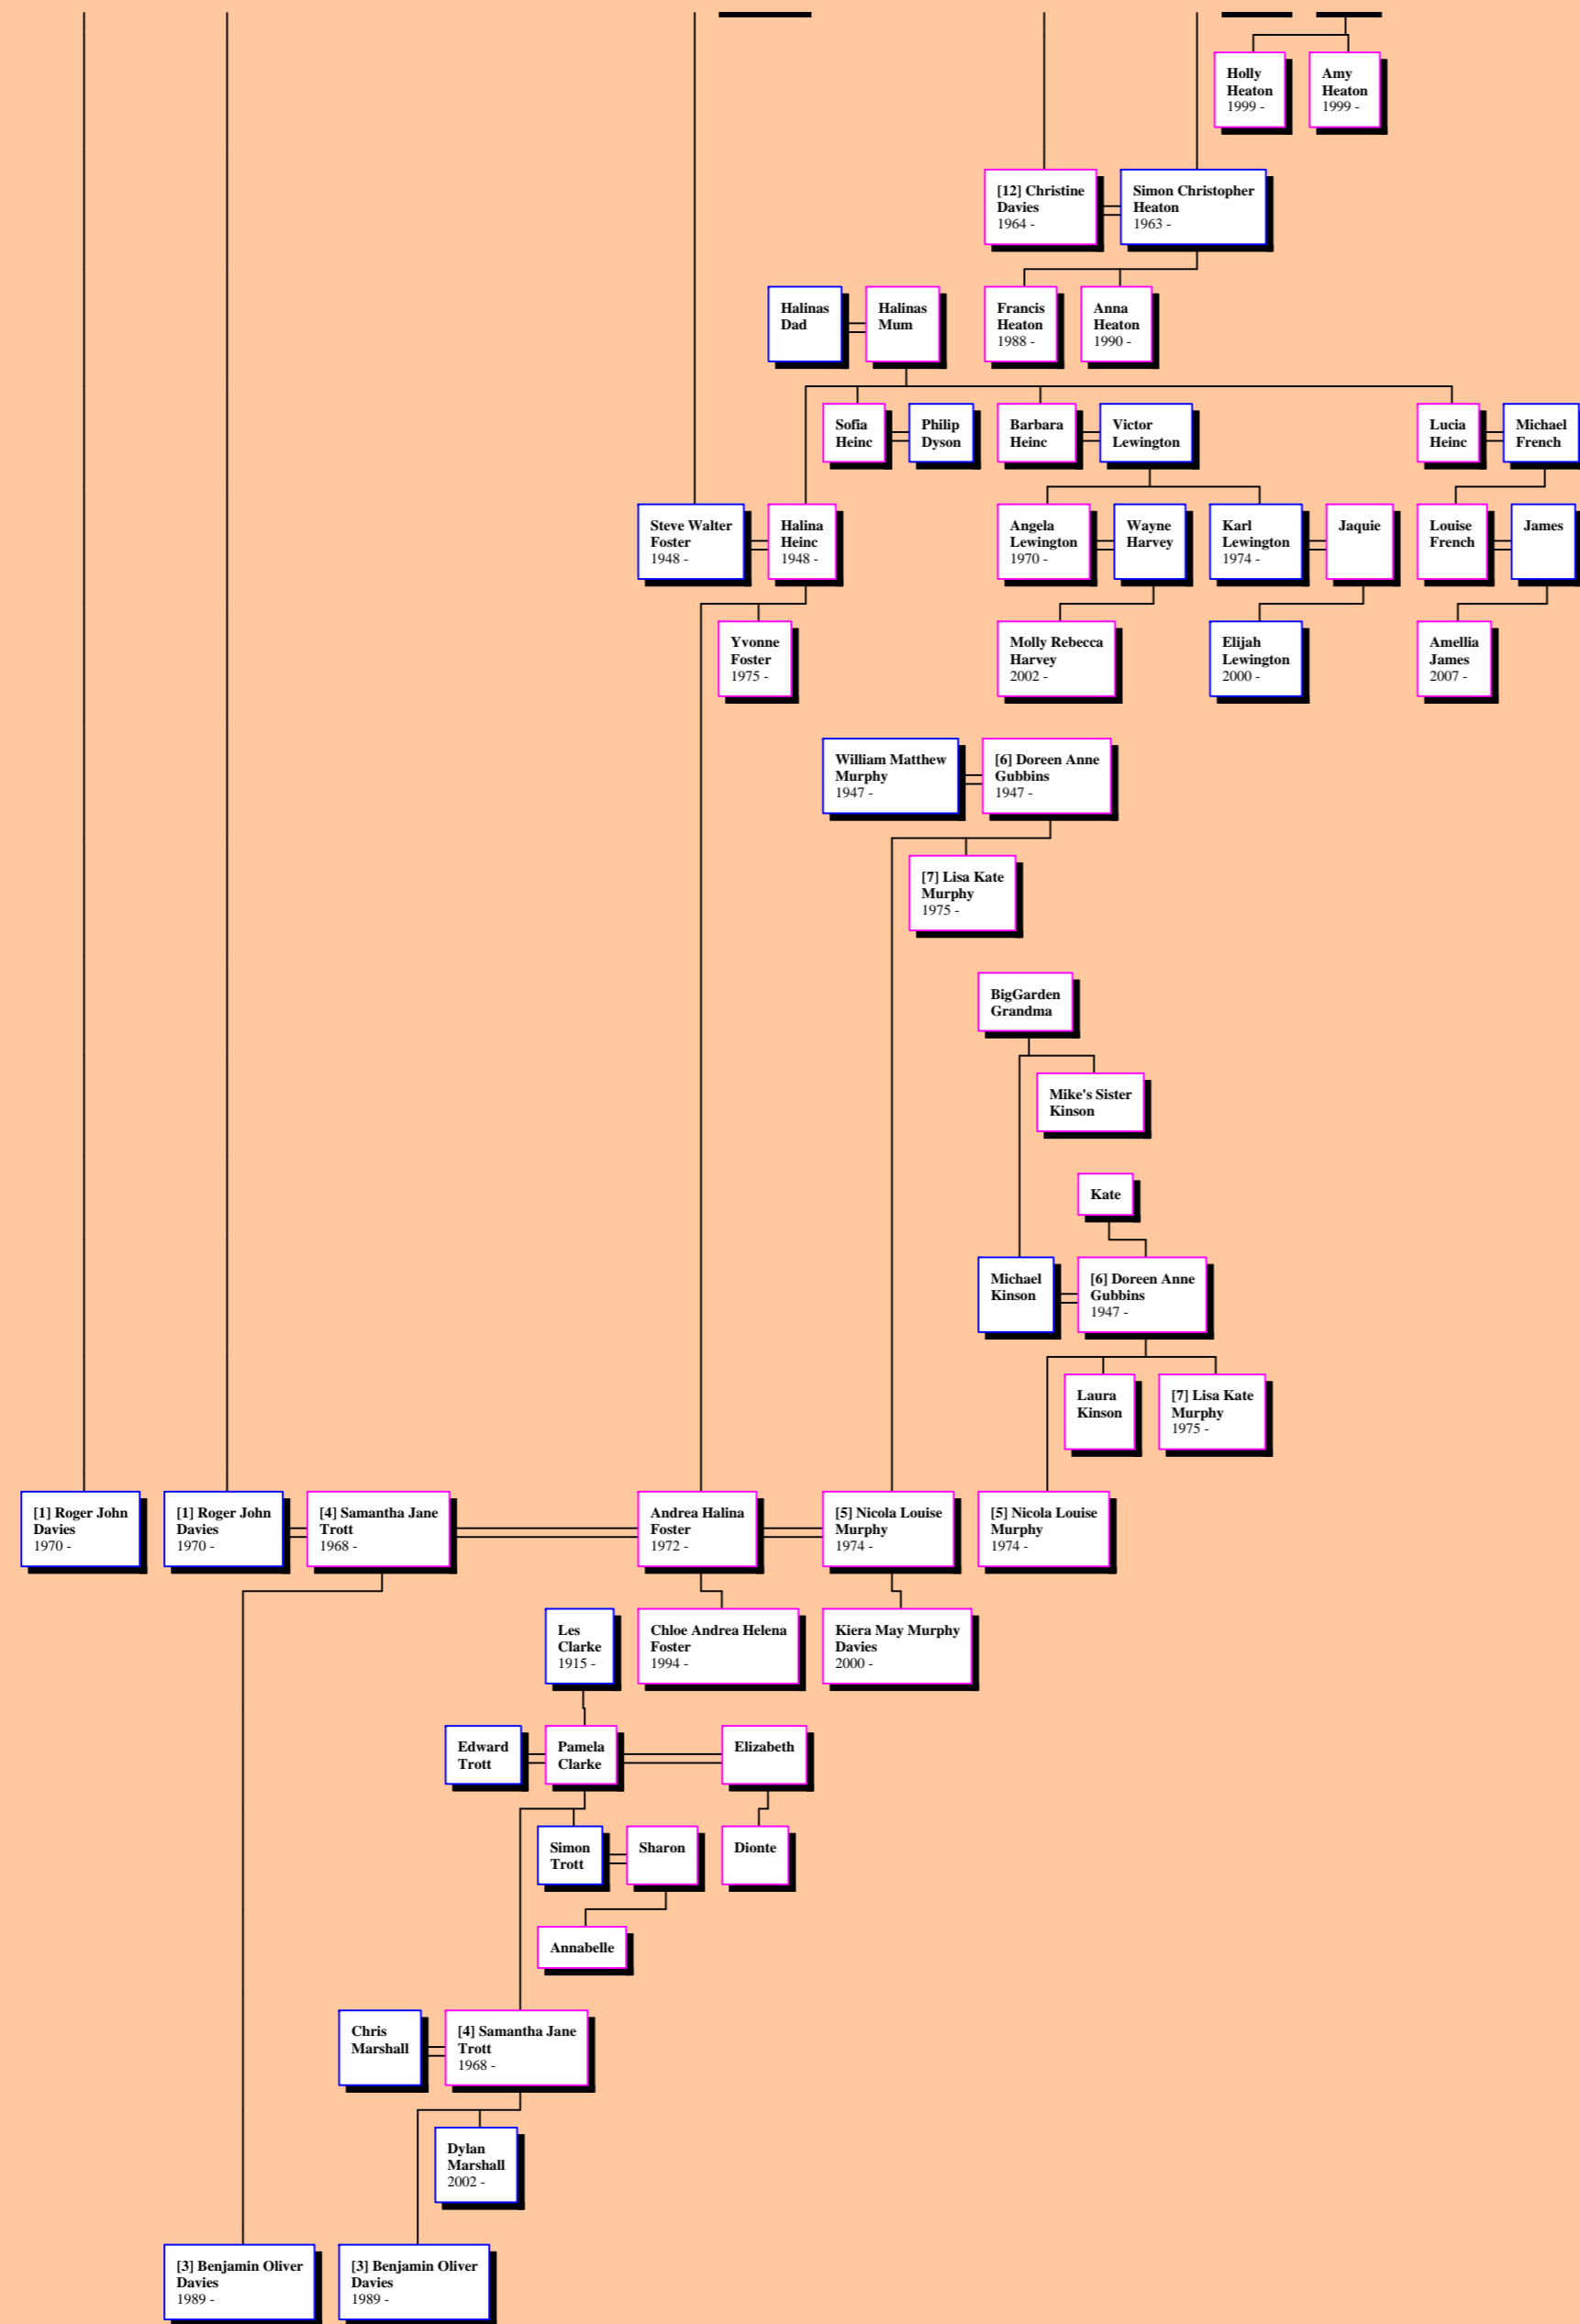 Holly
Heaton
1999 -
Amy
Heaton
1999 -
[12] Christine
Davies
1964 -
Simon Christopher
Heaton
1963 -
Halinas
Dad
Halinas
Mum
Francis
Heaton
1988 -
Anna
Heaton
1990 -
Sofia
Heinc
Philip
Dyson
Barbara
Heinc
Victor
Lewington
Lucia
Heinc
Michael
French
Steve Walter
Foster
1948 -
Halina
Heinc
1948 -
Angela
Lewington
1970 -
Wayne
Harvey
Karl
Lewington
1974 -
Jaquie
Louise
French
James
Yvonne
Foster
1975 -
Molly Rebecca
Harvey
2002 -
Elijah
Lewington
2000 -
Amellia
James
2007 -
William Matthew
Murphy
1947 -
[6] Doreen Anne
Gubbins
1947 -
[7] Lisa Kate
Murphy
1975 -
BigGarden
Grandma
Mike's Sister
Kinson
Kate
Michael
Kinson
[6] Doreen Anne
Gubbins
1947 -
Laura
Kinson
[7] Lisa Kate
Murphy
1975 -
[1] Roger John
Davies
1970 -
[1] Roger John
Davies
1970 -
[4] Samantha Jane
Trott
1968 -
Andrea Halina
Foster
1972 -
[5] Nicola Louise
Murphy
1974 -
[5] Nicola Louise
Murphy
1974 -
Les
Clarke
1915 -
Chloe Andrea Helena
Foster
1994 -
Kiera May Murphy
Davies
2000 -
Edward
Trott
Pamela
Clarke
Elizabeth
Simon
Trott
Sharon
Dionte
Annabelle
Chris
Marshall
[4] Samantha Jane
Trott
1968 -
Dylan
Marshall
2002 -
[3] Benjamin Oliver
Davies
1989 -
[3] Benjamin Oliver
Davies
1989 -